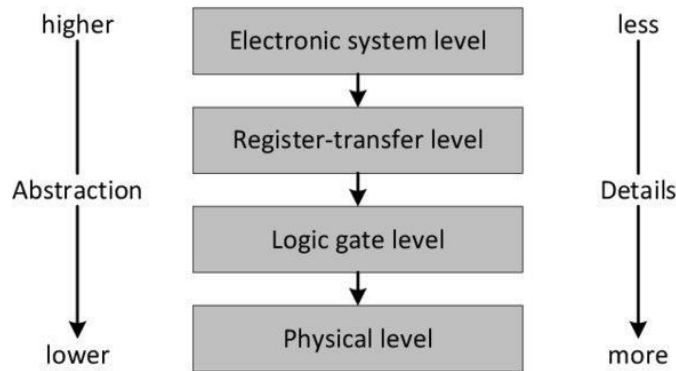 higher
Electronic system level
less
Register-transfer level
Abstraction
Details
Logic gate level
Physical level
lower
more